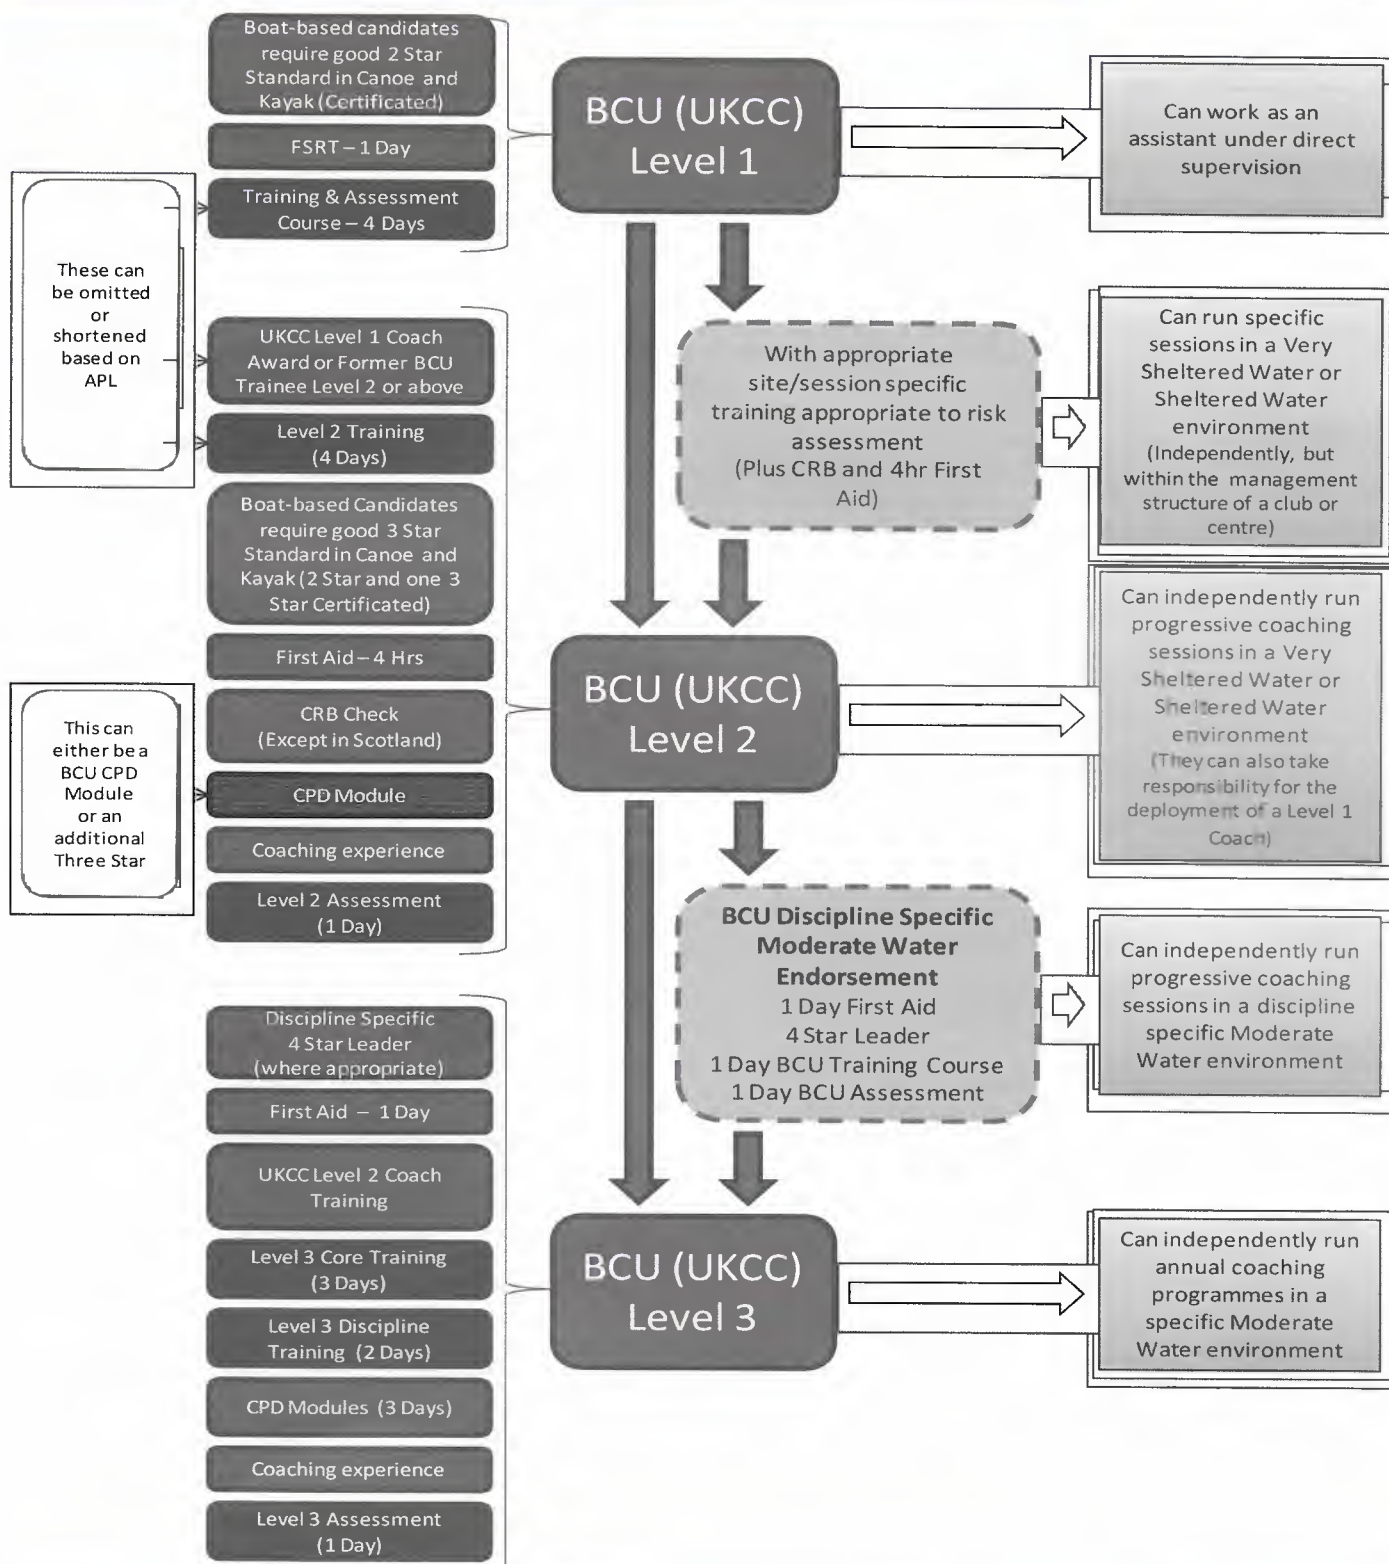 Boat-based candidates
require good 2 Star
Standard in Canoe and
Kayak (Certificated)
FSRT – 1 Day
Training & Assessment
Course – 4 Days
BCU (UKCC)
Level 1
Can work as an
assistant under direct
supervision
These can
be omitted
or
shortened
based on
APL
UKCC Level 1 Coach
Award or Former BCU
Trainee Level 2 or above
Level 2 Training
(4 Days)
Boat-based Candidates
require good 3 Star
Standard in Canoe and
Kayak (2 Star and one 3
Star Certificated)
First Aid – 4 Hrs
CRB Check
(Except in Scotland)
CPD Module
Coaching experience
Level 2 Assessment
(1 Day)
This can
either be a
BCU CPD
Module
or an
additional
Three Star
With appropriate
site/session specific
training appropriate to risk
assessment
(Plus CRB and 4hr First
Aid)
Can run specific
sessions in a Very
Sheltered Water or
Sheltered Water
environment
(Independently, but
within the management
structure of a club or
centre)
BCU (UKCC)
Level 2
Can independently run
progressive coaching
sessions in a Very
Sheltered Water or
Sheltered Water
environment
(They can also take
responsibility for the
deployment of a Level 1
Coach)
BCU Discipline Specific
Moderate Water
Endorsement
1 Day First Aid
4 Star Leader
1 Day BCU Training Course
1 Day BCU Assessment
Can independently run
progressive coaching
sessions in a discipline
specific Moderate
Water environment
Discipline Specific
4 Star Leader
(where appropriate)
First Aid – 1 Day
UKCC Level 2 Coach
Training
Level 3 Core Training
(3 Days)
Level 3 Discipline
Training (2 Days)
CPD Modules (3 Days)
Coaching experience
Level 3 Assessment
(1 Day)
BCU (UKCC)
Level 3
Can independently run
annual coaching
programmes in a
specific Moderate
Water environment